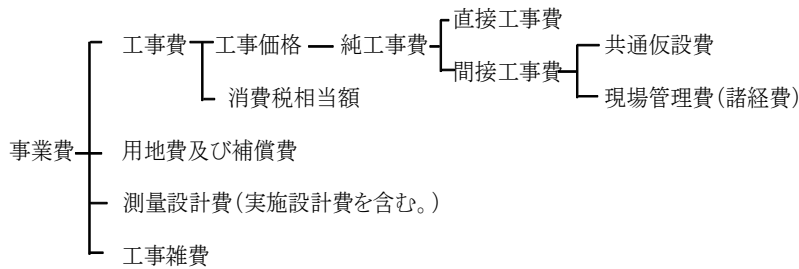 直接工事費
工事費 工事価格 純工事費
共通仮設費
間接工事費
消費税相当額
現場管理費(諸経費)
事業費 用地費及び補償費
測量設計費(実施設計費を含む。)
工事雑費